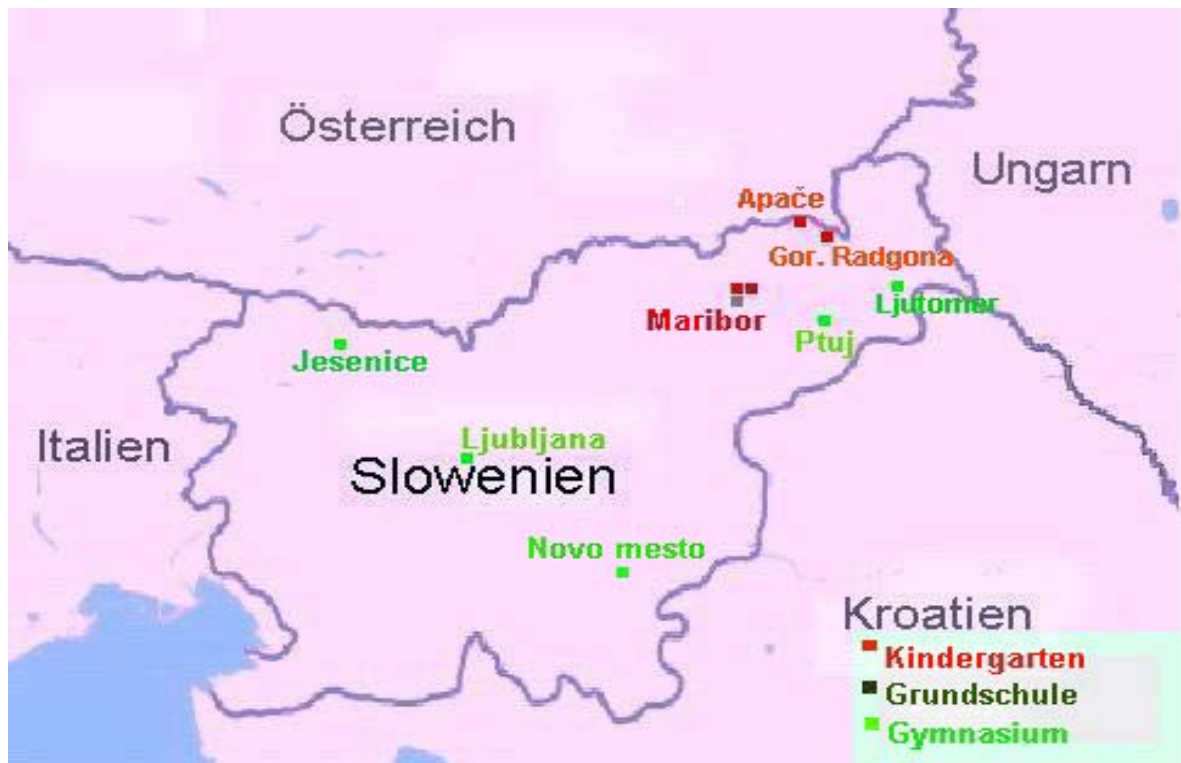 Österreich
Ungarn
Apače
Gor. Radgona
Ljutomer
Maribor
Ptuj
Jesenice
Italien
Ljubljana
Slowenien
Novo mesto
Kroatien
Kindergarten
Grundschule
Gymnasium